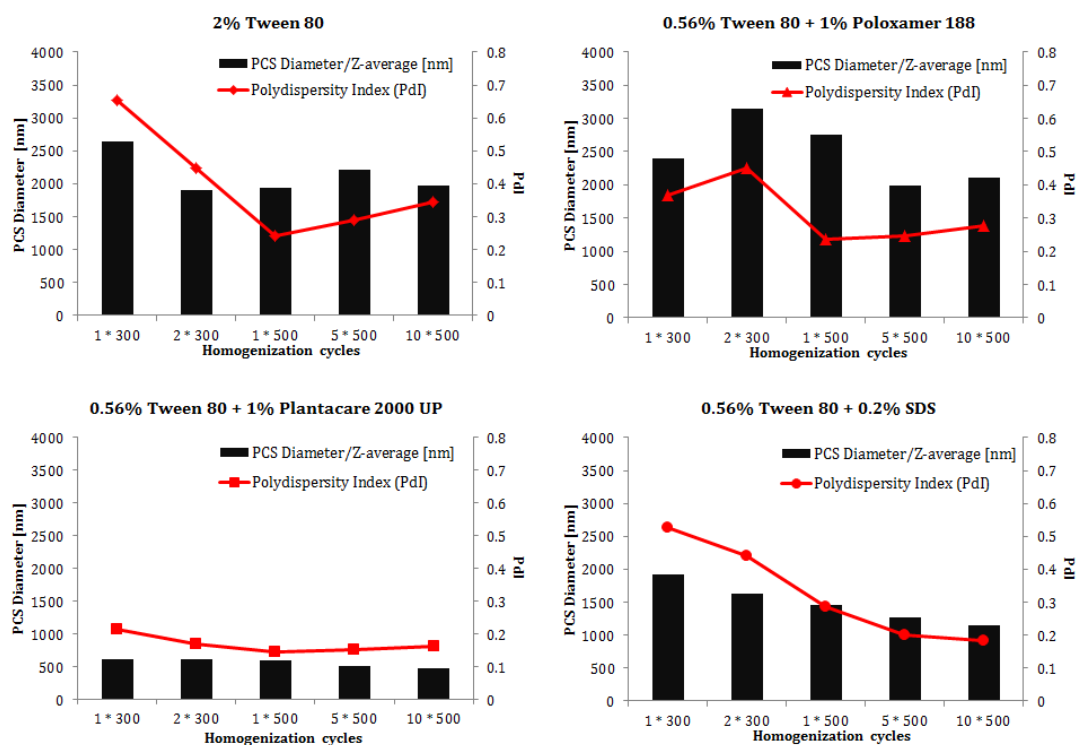 2% Tween 80
PCS Diameter/Z-average [nm]
Polydispersity Index (PdI)
PCS Diameter [nm]
4000
3500
3000
2500
2000
1500
1000
500
0
0.8
0.7
0.6
0.5
0.4
0.3
0.2
0.1
0
PdI
1 * 300 2 * 300 1 * 500 5 * 500 10 * 500
Homogenization cycles
0.56% Tween 80 + 1% Poloxamer 188
PCS Diameter/Z-average [nm]
Polydispersity Index (PdI)
PCS Diameter [nm]
4000
3500
3000
2500
2000
1500
1000
500
0
0.8
0.7
0.6
0.5
0.4
0.3
0.2
0.1
0
PdI
1 * 300 2 * 300 1 * 500 5 * 500 10 * 500
Homogenization cycles
0.56% Tween 80 + 1% Plantacare 2000 UP
PCS Diameter/Z-average [nm]
Polydispersity Index (PdI)
PCS Diameter [nm]
4000
3500
3000
2500
2000
1500
1000
500
0
0.8
0.7
0.6
0.5
0.4
0.3
0.2
0.1
0
PdI
1 * 300 2 * 300 1 * 500 5 * 500 10 * 500
Homogenization cycles
0.56% Tween 80 + 0.2% SDS
PCS Diameter/Z-average [nm]
Polydispersity Index (PdI)
PCS Diameter [nm]
4000
3500
3000
2500
2000
1500
1000
500
0
0.8
0.7
0.6
0.5
0.4
0.3
0.2
0.1
0
PdI
1 * 300 2 * 300 1 * 500 5 * 500 10 * 500
Homogenization cycles